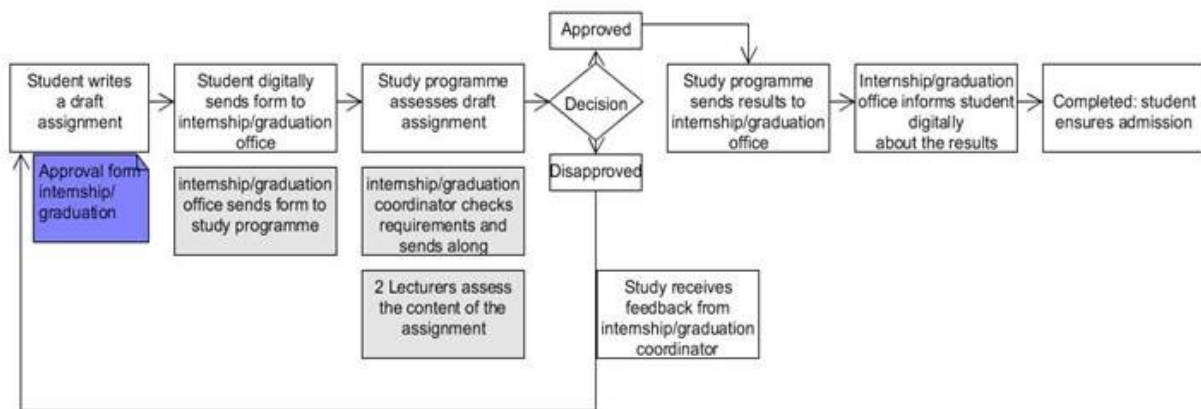 Approved
Student writes
a draft
assignment
Student digitally
sends form to
internship/graduation
office
Study programme
assesses draft
assignment
Decision
Study programme
sends results to
internship/graduation
office
Internship/graduation
office informs student
digitally
about the results
Completed: student
ensures admission
Disapproved
Approval form
internship/
graduation
internship/graduation
office sends form to
study programme
internship/graduation
coordinator checks
requirements and
sends along
2 Lecturers assess
the content of the
assignment
Study receives
feedback from
internship/graduation
coordinator